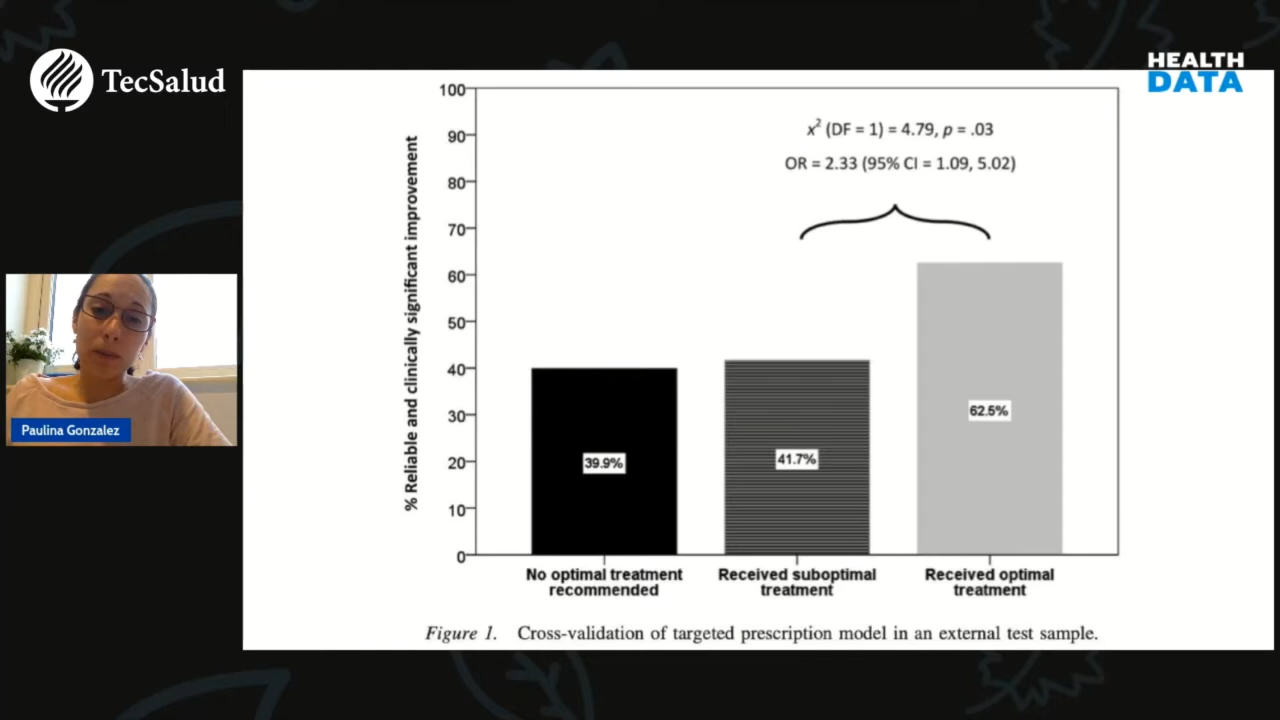 TecSalud
HEALTH
DATA
Paulina Gonzalez
% Reliable and clinically significant improvement
100
90
80
70
60
50
40
30
20
10
0
x² (DF = 1) = 4.79, p = .03
OR = 2.33 (95% CI = 1.09, 5.02)
39.9%
41.7%
62.5%
No optimal treatment
recommended
Received suboptimal
treatment
Received optimal
treatment
Figure 1. Cross-validation of targeted prescription model in an external test sample.